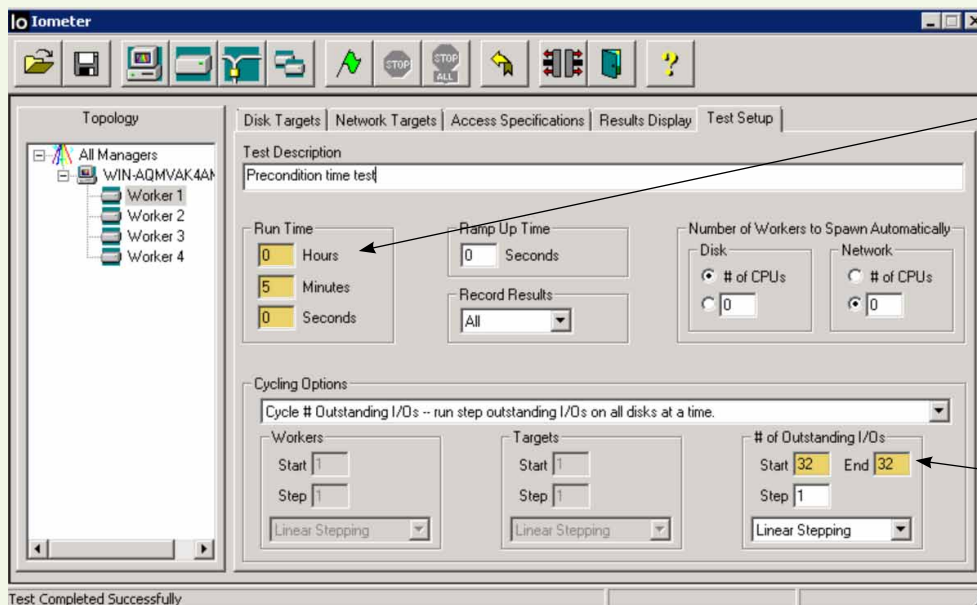 Io Iometer
STOP
STOP ALL
Topology
All Managers
WIN-AQMVAK4AM
Worker 1
Worker 2
Worker 3
Worker 4
Disk Targets Network Targets Access Specifications Results Display Test Setup
Test Description
Precondition time test
Run Time
0 Hours
5 Minutes
0 Seconds
Ramp Up Time
0 Seconds
Record Results
All
Number of Workers to Spawn Automatically
Disk
# of CPUs
0
Network
# of CPUs
0
Cycling Options
Cycle # Outstanding I/Os -- run step outstanding I/Os on all disks at a time.
Workers
Start 1
Step 1
Linear Stepping
Targets
Start 1
Step 1
Linear Stepping
# of Outstanding I/Os
Start 32 End 32
Step 1
Linear Stepping
Test Completed Successfully